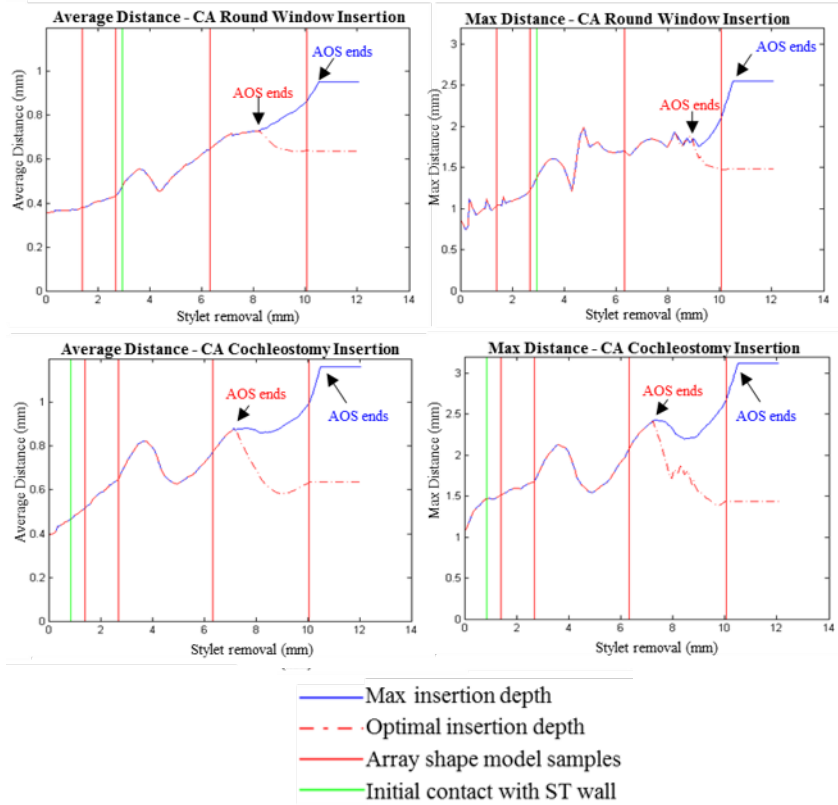 Average Distance - CA Round Window Insertion
AOS ends
AOS ends
Average Distance (mm)
1
0.8
0.6
0.4
0.2
0
0 2 4 6 8 10 12 14
Stylet removal (mm)
Max Distance - CA Round Window Insertion
AOS ends
AOS ends
Max Distance (mm)
3
2.5
2
1.5
1
0.5
0
0 2 4 6 8 10 12 14
Stylet removal (mm)
Average Distance - CA Cochleostomy Insertion
AOS ends
AOS ends
Average Distance (mm)
1
0.8
0.6
0.4
0.2
0
0 2 4 6 8 10 12 14
Stylet removal (mm)
Max Distance - CA Cochleostomy Insertion
AOS ends
AOS ends
Max Distance (mm)
3
2.5
2
1.5
1
0.5
0
0 2 4 6 8 10 12 14
Stylet removal (mm)
Max insertion depth
Optimal insertion depth
Array shape model samples
Initial contact with ST wall